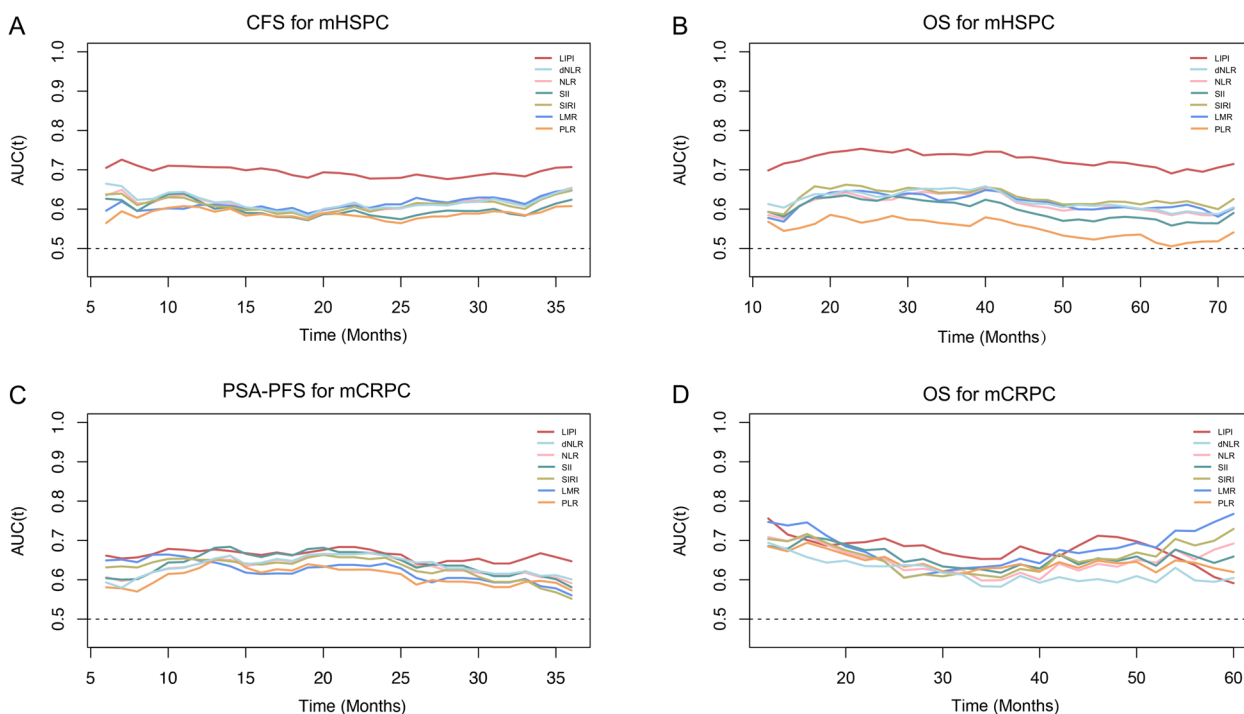 A
CFS for mHSPC
AUC(t)
1.0
0.9
0.8
0.7
0.6
0.5
LIPI
dNLR
NLR
SII
SIRI
LMR
PLR
5 10 15 20 25 30 35
Time (Months)
B
OS for mHSPC
AUC(t)
1.0
0.9
0.8
0.7
0.6
0.5
LIPI
dNLR
NLR
SII
SIRI
LMR
PLR
10 20 30 40 50 60 70
Time (Months)
C
PSA-PFS for mCRPC
AUC(t)
1.0
0.9
0.8
0.7
0.6
0.5
LIPI
dNLR
NLR
SII
SIRI
LMR
PLR
5 10 15 20 25 30 35
Time (Months)
D
OS for mCRPC
AUC(t)
1.0
0.9
0.8
0.7
0.6
0.5
LIPI
dNLR
NLR
SII
SIRI
LMR
PLR
20 30 40 50 60
Time (Months)